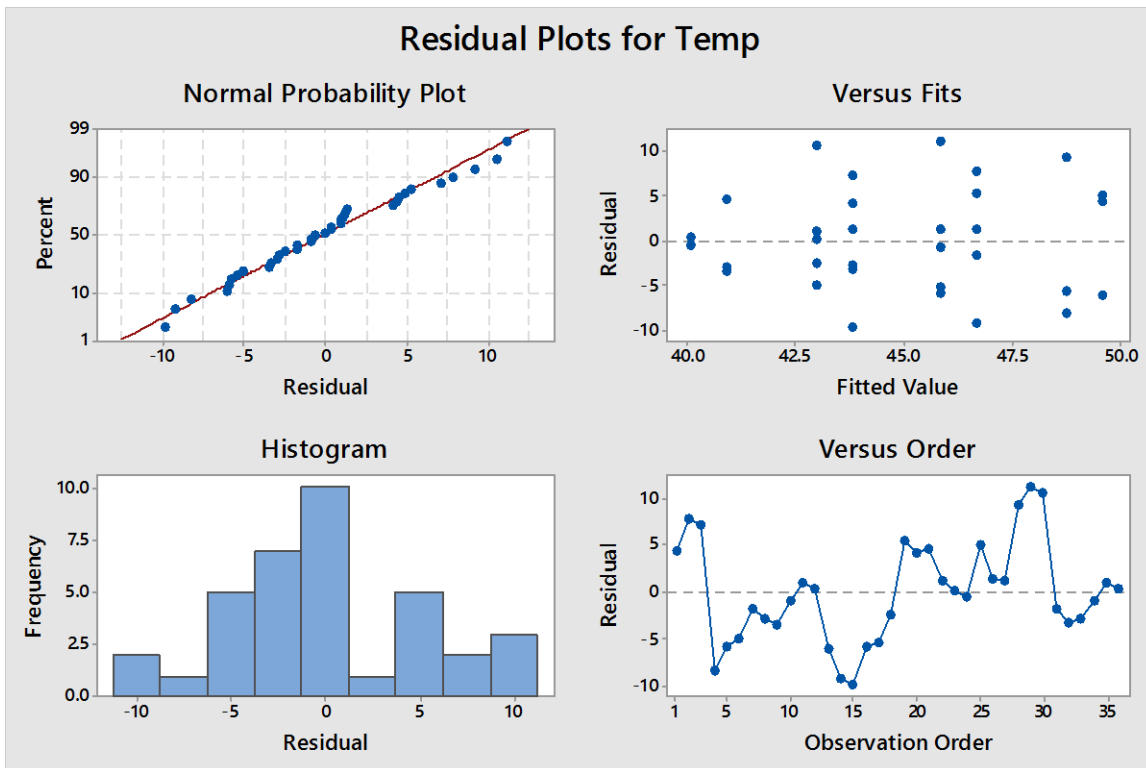 Residual Plots for Temp
Normal Probability Plot
99
90
50
10
1
Percent
-10 -5 0 5 10
Residual
Versus Fits
10
5
0
-5
-10
Residual
40.0 42.5 45.0 47.5 50.0
Fitted Value
Histogram
10.0
7.5
5.0
2.5
0.0
Frequency
-10 -5 0 5 10
Residual
Versus Order
10
5
0
-5
-10
Residual
1 5 10 15 20 25 30 35
Observation Order